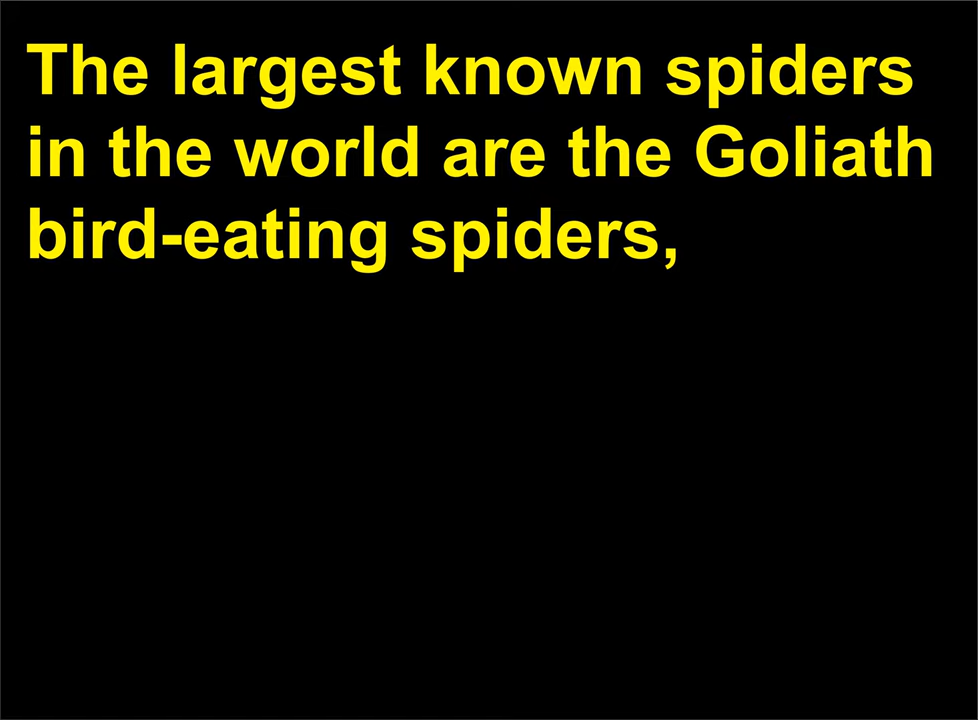 The largest known spiders
in the world are the Goliath
bird-eating spiders,